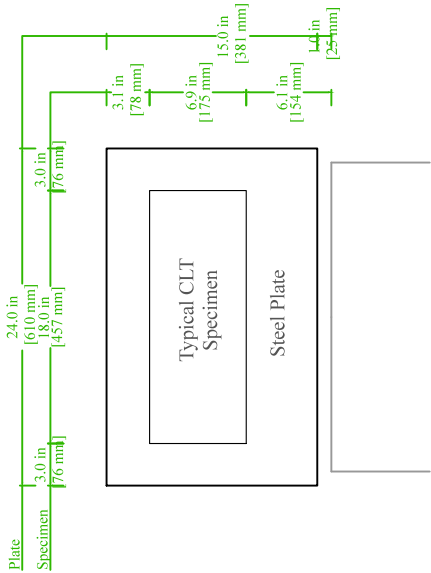 Plate
Specimen
24.0 in
[610 mm]
3.0 in
[76 mm]
18.0 in
[457 mm]
3.0 in
[76 mm]
15.0 in
[381 mm]
1.0 in
[25 mm]
3.1 in
[78 mm]
6.9 in
[175 mm]
6.1 in
[154 mm]
Typical CLT
Specimen
Steel Plate